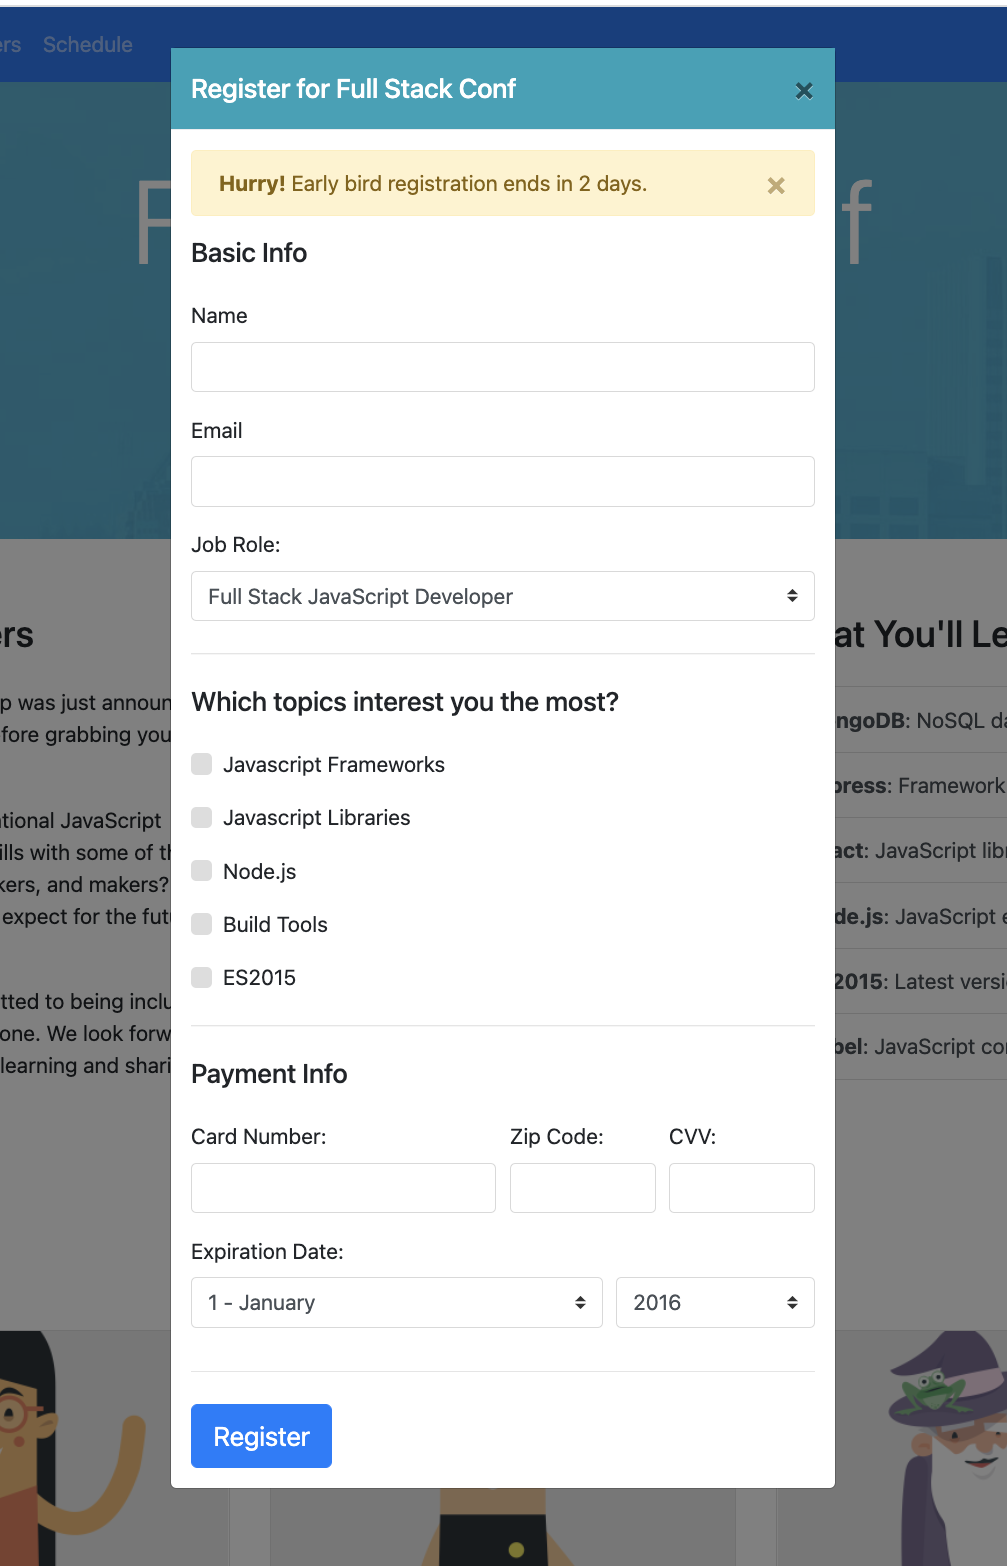 ers Schedule
Register for Full Stack Conf ×
Hurry! Early bird registration ends in 2 days. ×
F f
Basic Info
Name
Email
Job Role:
Full Stack JavaScript Developer
ers
at You'll Le
Which topics interest you the most?
p was just announ
fore grabbing you
ngoDB: NoSQL da
Javascript Frameworks
press: Framework
Javascript Libraries
ational JavaScript
ills with some of th
act: JavaScript libr
Node.js
kers, and makers?
expect for the futu
de.js: JavaScript e
Build Tools
ES2015
2015: Latest versi
tted to being inclu
one. We look forw
learning and shari
bel: JavaScript con
Payment Info
Card Number: Zip Code: CVV:
Expiration Date:
1 - January 2016
Register